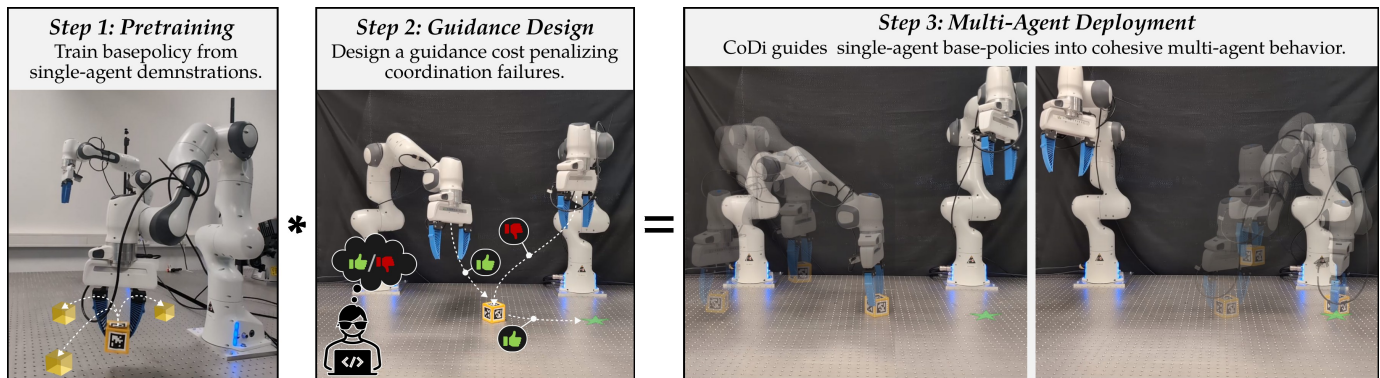 Step 1: Pretraining
Train basepolicy from
single-agent demnstrations.
*
Step 2: Guidance Design
Design a guidance cost penalizing
coordination failures.
/
</>
=
Step 3: Multi-Agent Deployment
CoDi guides single-agent base-policies into cohesive multi-agent behavior.